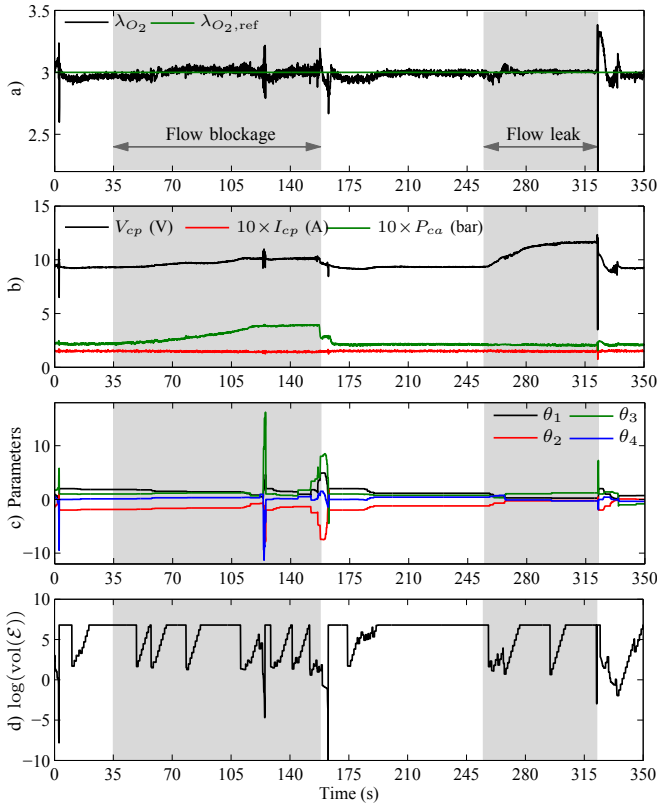 λ_{O_2} λ_{O_2,ref}
3.5
3
2.5
a)
Flow blockage Flow leak
0 35 70 105 140 175 210 245 280 315 350
V_{cp} (V) 10×I_{cp} (A) 10×P_{ca} (bar)
15
10
5
0
b)
0 35 70 105 140 175 210 245 280 315 350
θ_1 θ_3
θ_2 θ_4
10
0
−10
c) Parameters
0 35 70 105 140 175 210 245 280 315 350
10
5
0
−5
−10
d) log(vol(ℰ))
0 35 70 105 140 175 210 245 280 315 350
Time (s)